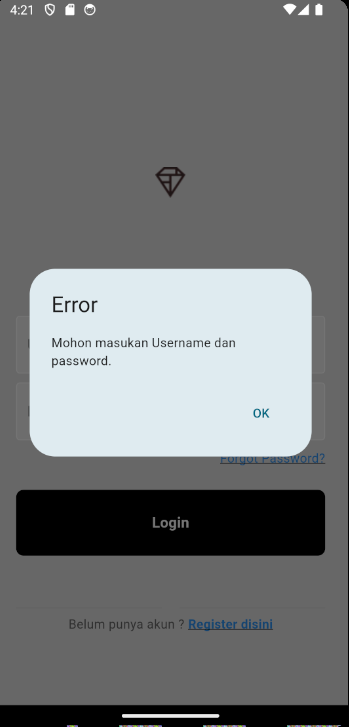 4:21
Error
Mohon masukan Username dan
password.
OK
Forgot Password?
Login
Belum punya akun ? Register disini